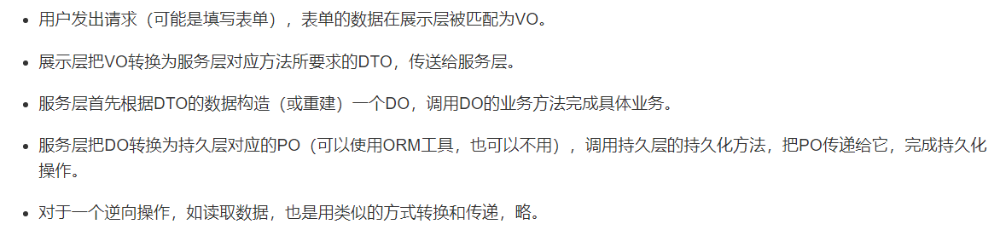 用户发出请求（可能是填写表单），表单的数据在展示层被匹配为VO。
展示层把VO转换为服务层对应方法所要求的DTO，传送给服务层。
服务层首先根据DTO的数据构造（或重建）一个DO，调用DO的业务方法完成具体业务。
服务层把DO转换为持久层对应的PO（可以使用ORM工具，也可以不用），调用持久层的持久化方法，把PO传递给它，完成持久化
操作。
对于一个逆向操作，如读取数据，也是用类似的方式转换和传递，略。